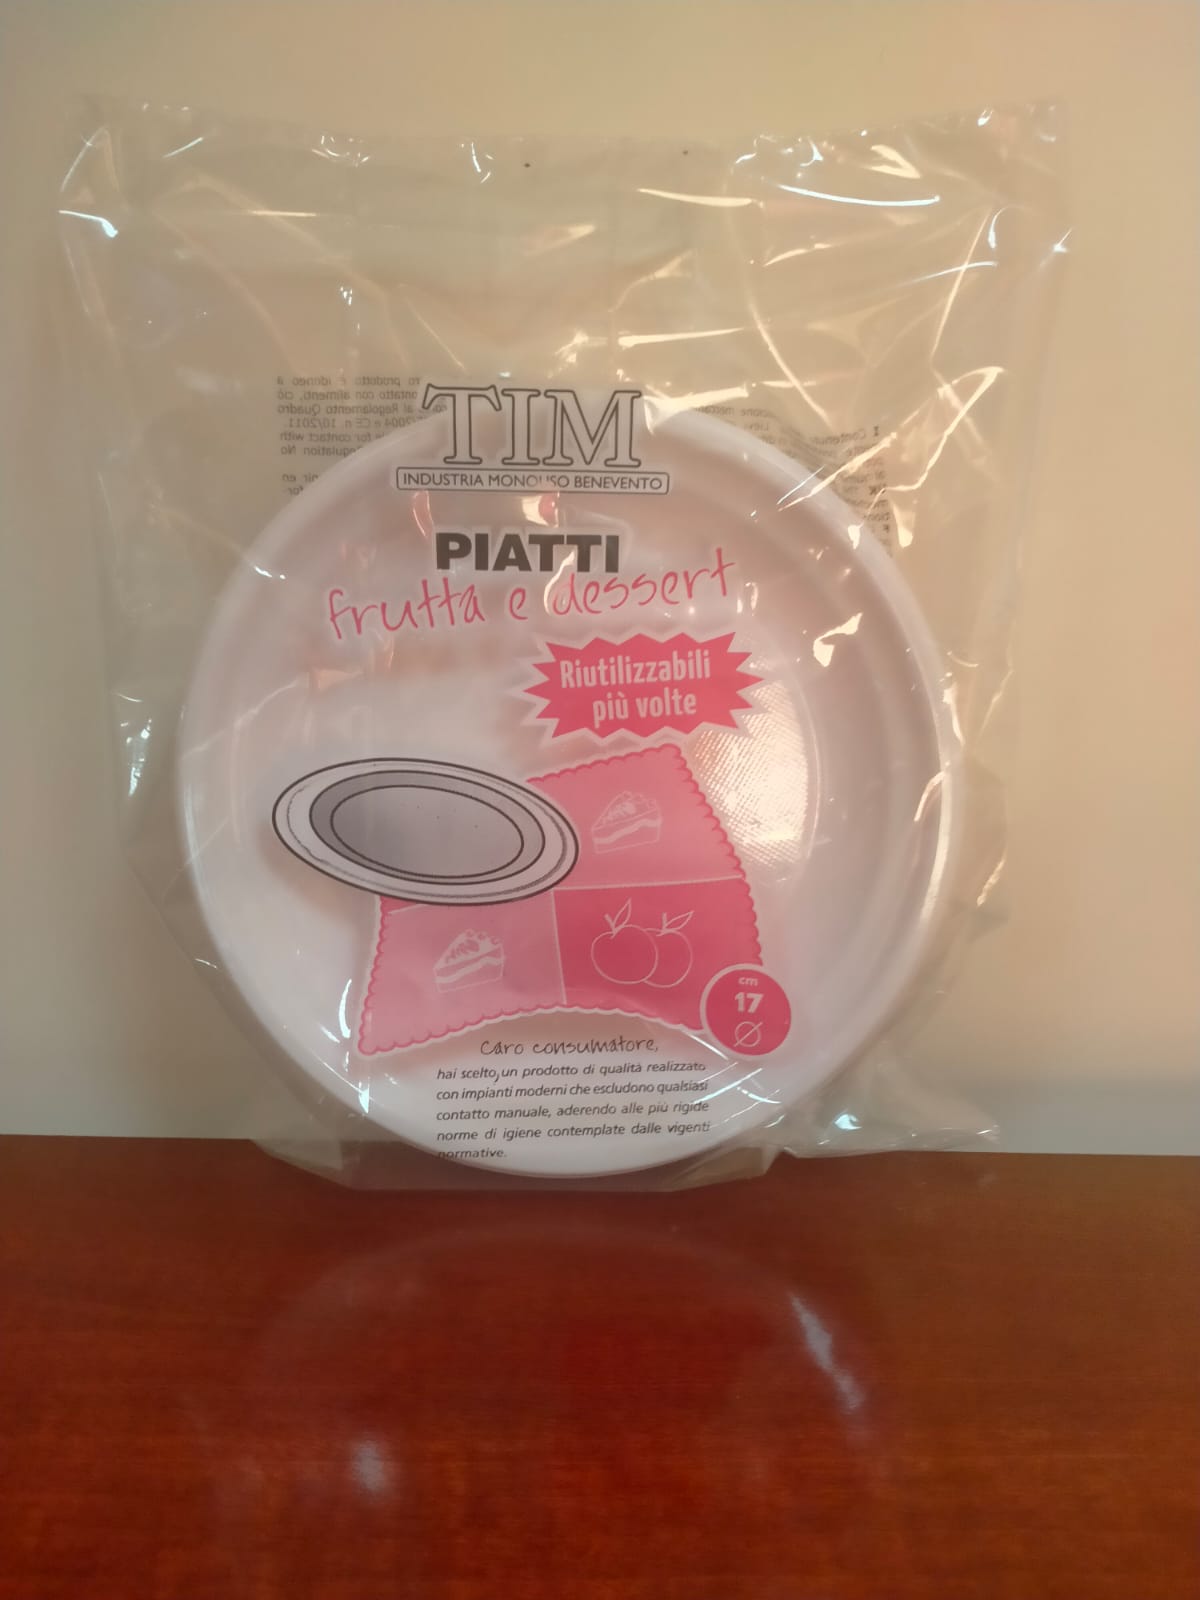 TIM
INDUSTRIA MONOUSO BENEVENTO
PIATTI
frutta e dessert
Riutilizzabili
più volte
cm
17
Caro consumatore,
hai scelto, un prodotto di qualità realizzato
con impianti moderni che escludono qualsiasi
contatto manuale, aderendo alle più rigide
norme di igiene contemplate dalle vigenti
normative.